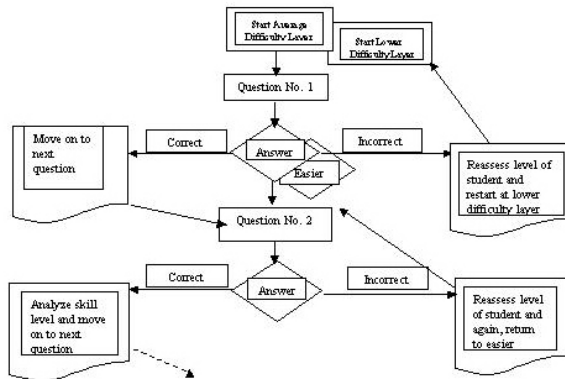 Start Average
Difficulty Layer
Start Lower
Difficulty Layer
Question No. 1
Move on to
next
question
Correct
Answer
Easier
Incorrect
Reassess level of
student and
restart at lower
difficulty layer
Question No. 2
Correct
Answer
Incorrect
Analyze skill
level and move
on to next
question
Reassess level
of student and
again, return
to easier